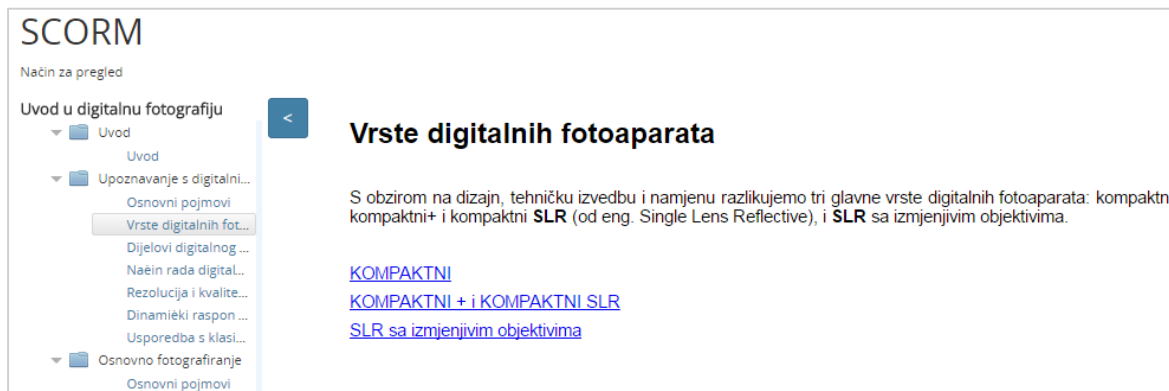 SCORM
Način za pregled
Uvod u digitalnu fotografiju
Uvod
Uvod
Upoznavanje s digitalni...
Osnovni pojmovi
Vrste digitalnih fot...
Dijelovi digitalnog ...
Naèin rada digital...
Rezolucija i kvalite...
Dinamièki raspon ...
Usporedba s klasi...
Osnovno fotografiranje
Osnovni pojmovi
<
Vrste digitalnih fotoaparata
S obzirom na dizajn, tehničku izvedbu i namjenu razlikujemo tri glavne vrste digitalnih fotoaparata: kompaktn
kompaktni+ i kompaktni SLR (od eng. Single Lens Reflective), i SLR sa izmjenjivim objektivima.
KOMPAKTNI
KOMPAKTNI + i KOMPAKTNI SLR
SLR sa izmjenjivim objektivima